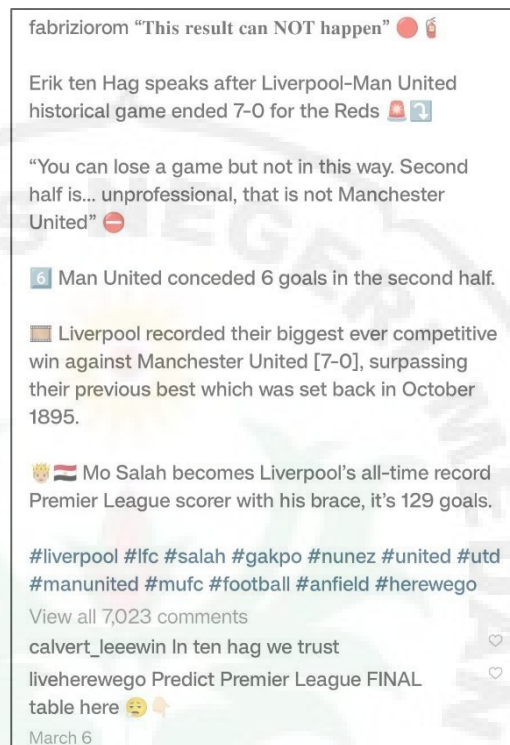 fabriziorom “This result can NOT happen” 🔴🧯
Erik ten Hag speaks after Liverpool-Man United
historical game ended 7-0 for the Reds 🚨⤵️
“You can lose a game but not in this way. Second
half is... unprofessional, that is not Manchester
United” ⛔
6️⃣ Man United conceded 6 goals in the second half.
🎞️ Liverpool recorded their biggest ever competitive
win against Manchester United [7-0], surpassing
their previous best which was set back in October
1895.
🤴🇪🇬 Mo Salah becomes Liverpool’s all-time record
Premier League scorer with his brace, it’s 129 goals.
#liverpool #lfc #salah #gakpo #nunez #united #utd
#manunited #mufc #football #anfield #herewego
View all 7,023 comments
calvert_leeewin In ten hag we trust
liveherewego Predict Premier League FINAL
table here 😮‍💨👇
March 6
S NEGERI MEDAN